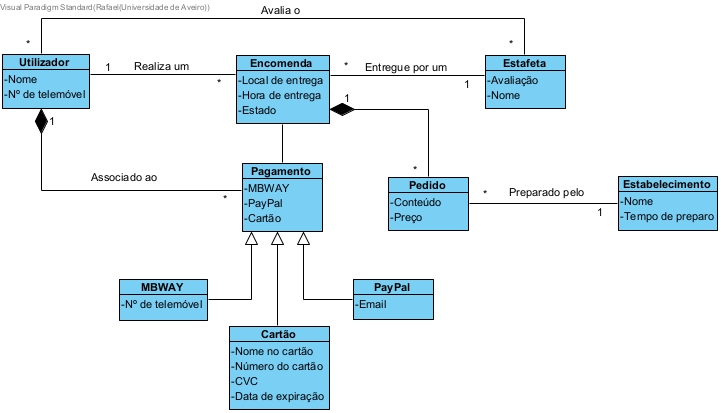 Visual Paradigm Standard(Rafael(Universidade de Aveiro))
Avalia o
*
*
Utilizador
-Nome
-Nº de telemóvel
1
Realiza um
*
Encomenda
-Local de entrega
-Hora de entrega
-Estado
*
Entregue por um
1
Estafeta
-Avaliação
-Nome
1
1
Associado ao
*
Pagamento
-MBWAY
-PayPal
-Cartão
*
Pedido
-Conteúdo
-Preço
*
Preparado pelo
1
Estabelecimento
-Nome
-Tempo de preparo
MBWAY
-Nº de telemóvel
PayPal
-Email
Cartão
-Nome no cartão
-Número do cartão
-CVC
-Data de expiração